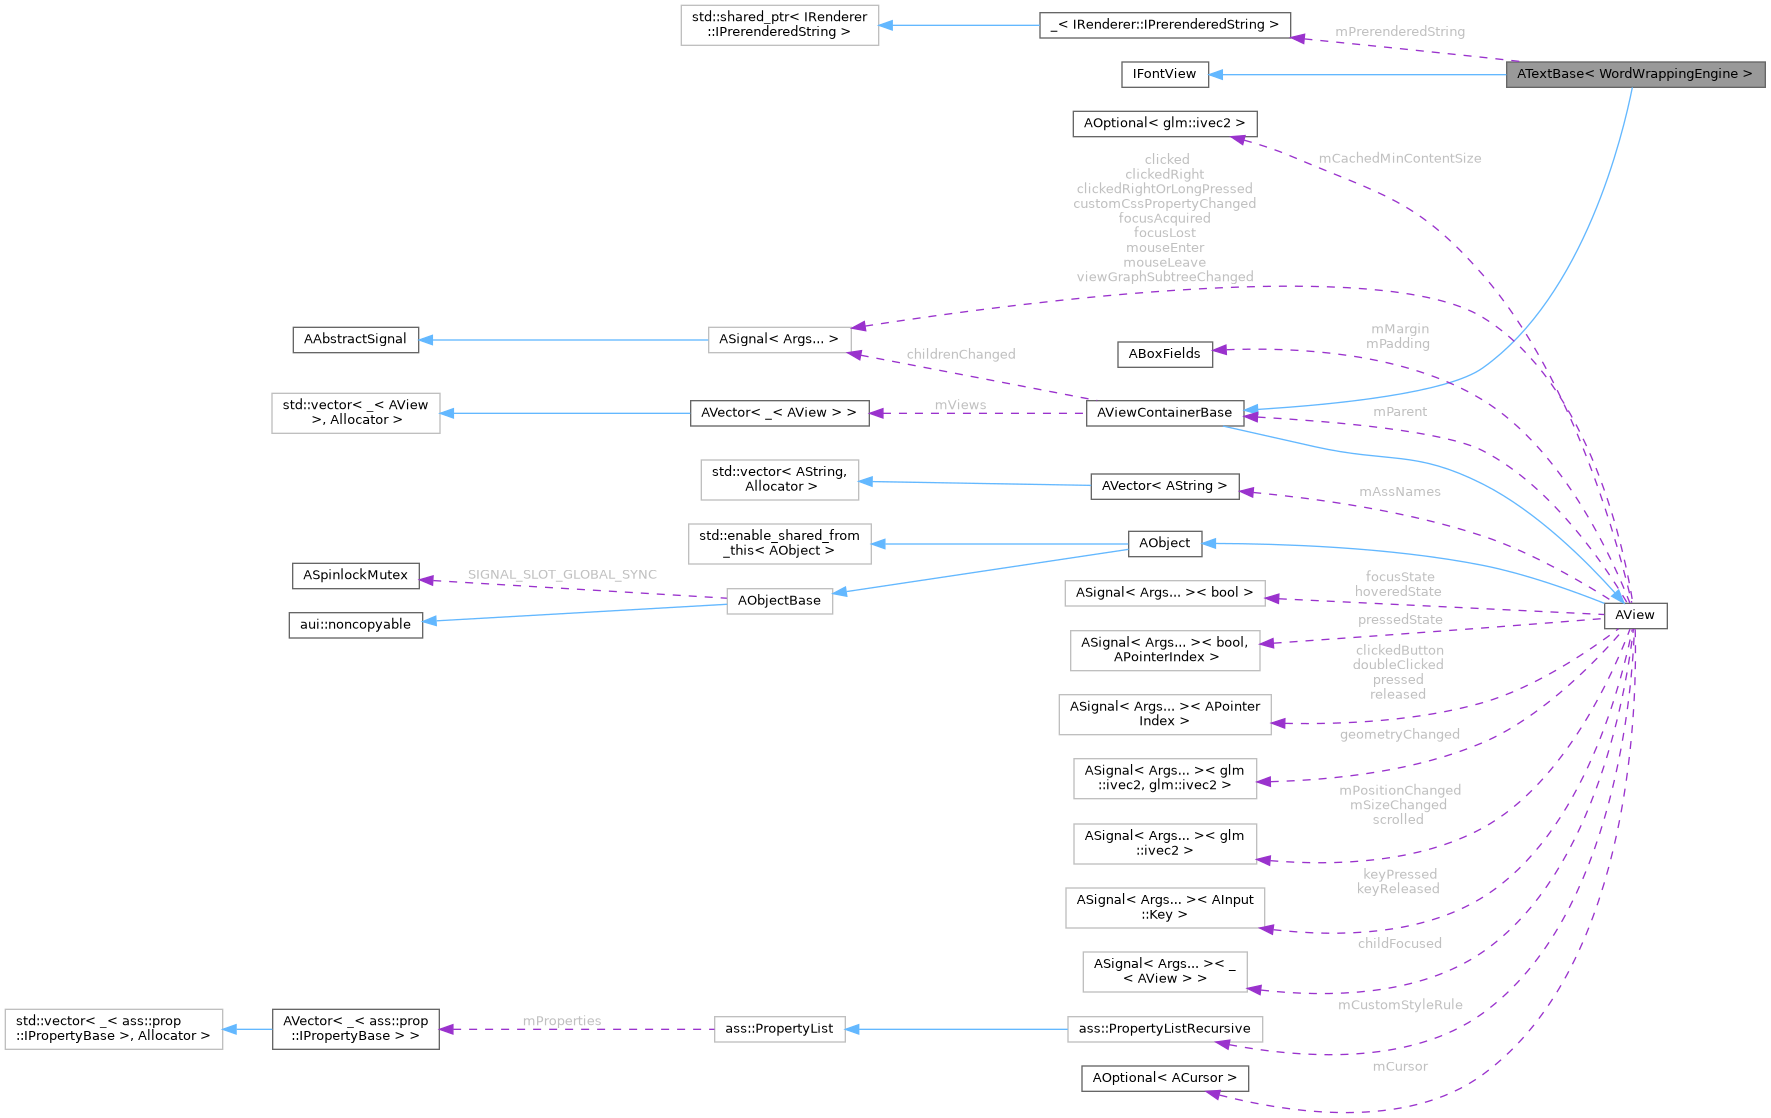 std::shared_ptr< IRenderer
::IPrerenderedString >
_< IRenderer::IPrerenderedString >
mPrerenderedString
IFontView
ATextBase< WordWrappingEngine >
AOptional< glm::ivec2 >
mCachedMinContentSize
clicked
clickedRight
clickedRightOrLongPressed
customCssPropertyChanged
focusAcquired
focusLost
mouseEnter
mouseLeave
viewGraphSubtreeChanged
AAbstractSignal
ASignal< Args... >
childrenChanged
ABoxFields
mMargin
mPadding
std::vector< _< AView
>, Allocator >
AVector< _< AView > >
mViews
AViewContainerBase
mParent
std::vector< AString,
Allocator >
AVector< AString >
mAssNames
std::enable_shared_from
_this< AObject >
AObject
ASpinlockMutex
SIGNAL_SLOT_GLOBAL_SYNC
AObjectBase
aui::noncopyable
ASignal< Args... >< bool >
focusState
hoveredState
AView
ASignal< Args... >< bool,
APointerIndex >
pressedState
clickedButton
doubleClicked
pressed
released
ASignal< Args... >< APointer
Index >
geometryChanged
ASignal< Args... >< glm
::ivec2, glm::ivec2 >
mPositionChanged
mSizeChanged
scrolled
ASignal< Args... >< glm
::ivec2 >
keyPressed
keyReleased
ASignal< Args... >< AInput
::Key >
childFocused
ASignal< Args... >< _
< AView > >
mCustomStyleRule
std::vector< _< ass::prop
::IPropertyBase >, Allocator >
AVector< _< ass::prop
::IPropertyBase > >
mProperties
ass::PropertyList
ass::PropertyListRecursive
mCursor
AOptional< ACursor >